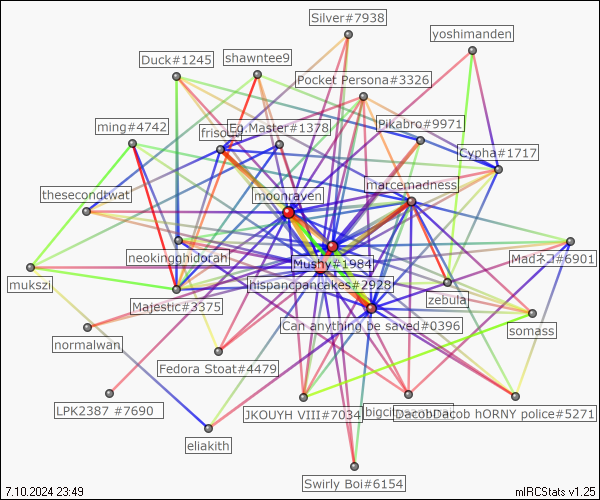 Silver#7938
yoshimanden
Duck#1245
shawntee9
Pocket Persona#3326
ming#4742
Eg.Master#1378
Pikabro#9971
Cypha#1717
marcemadness
thesecondtwat
moonraven
neokingghidorah
Mushy#1984
Madネコ#6901
mukszi
hispancpancakes#2928
Majestic#3375
zebula
Can anything be saved#0396
somass
normalwan
Fedora Stoat#4479
LPK2387 #7690
JKOUYH VIII#7034
DacobDacob hORNY police#5271
eliakith
Swirly Boi#6154
7.10.2024 23:49
mIRCStats v1.25